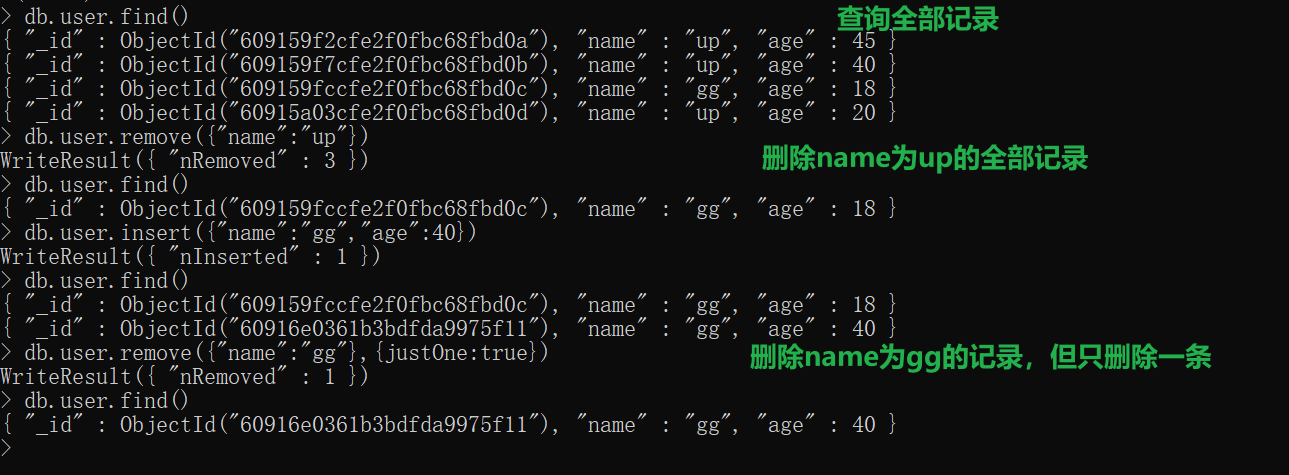 > db.user.find()
查询全部记录
{ "_id" : ObjectId("609159f2cfe2f0fbc68fbd0a"), "name" : "up", "age" : 45 }
{ "_id" : ObjectId("609159f7cfe2f0fbc68fbd0b"), "name" : "up", "age" : 40 }
{ "_id" : ObjectId("609159fccfe2f0fbc68fbd0c"), "name" : "gg", "age" : 18 }
{ "_id" : ObjectId("60915a03cfe2f0fbc68fbd0d"), "name" : "up", "age" : 20 }
> db.user.remove({"name":"up"})
WriteResult({ "nRemoved" : 3 })
删除name为up的全部记录
> db.user.find()
{ "_id" : ObjectId("609159fccfe2f0fbc68fbd0c"), "name" : "gg", "age" : 18 }
> db.user.insert({"name":"gg","age":40})
WriteResult({ "nInserted" : 1 })
> db.user.find()
{ "_id" : ObjectId("609159fccfe2f0fbc68fbd0c"), "name" : "gg", "age" : 18 }
{ "_id" : ObjectId("60916e0361b3bdfda9975f11"), "name" : "gg", "age" : 40 }
> db.user.remove({"name":"gg"},{justOne:true})
删除name为gg的记录，但只删除一条
WriteResult({ "nRemoved" : 1 })
> db.user.find()
{ "_id" : ObjectId("60916e0361b3bdfda9975f11"), "name" : "gg", "age" : 40 }
>